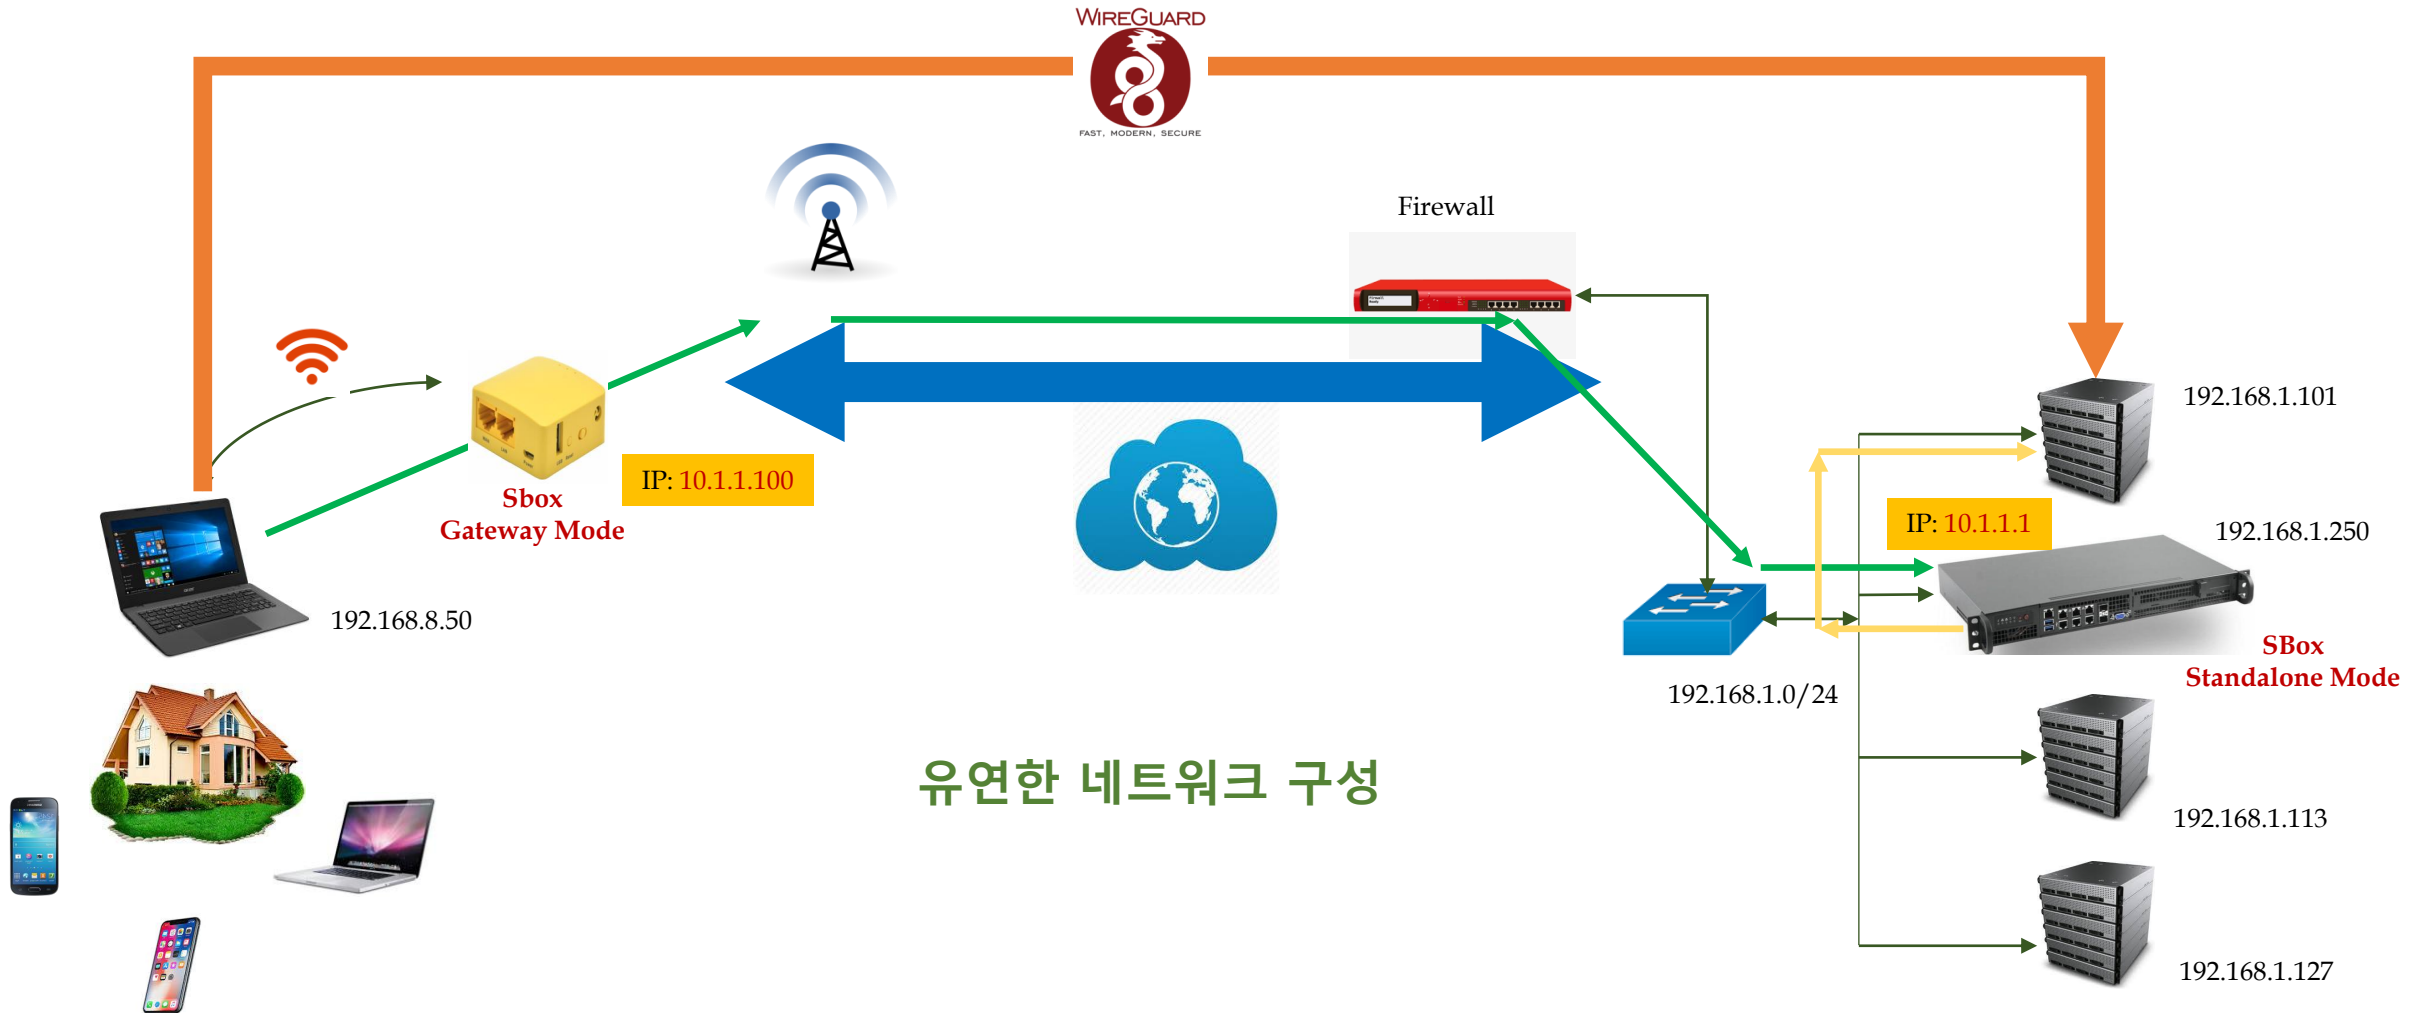 WIREGUARD
FAST, MODERN, SECURE
Firewall
192.168.1.101
IP: 10.1.1.100
Sbox
Gateway Mode
IP: 10.1.1.1
192.168.1.250
192.168.8.50
SBox
Standalone Mode
192.168.1.0/24
유연한 네트워크 구성
192.168.1.113
192.168.1.127